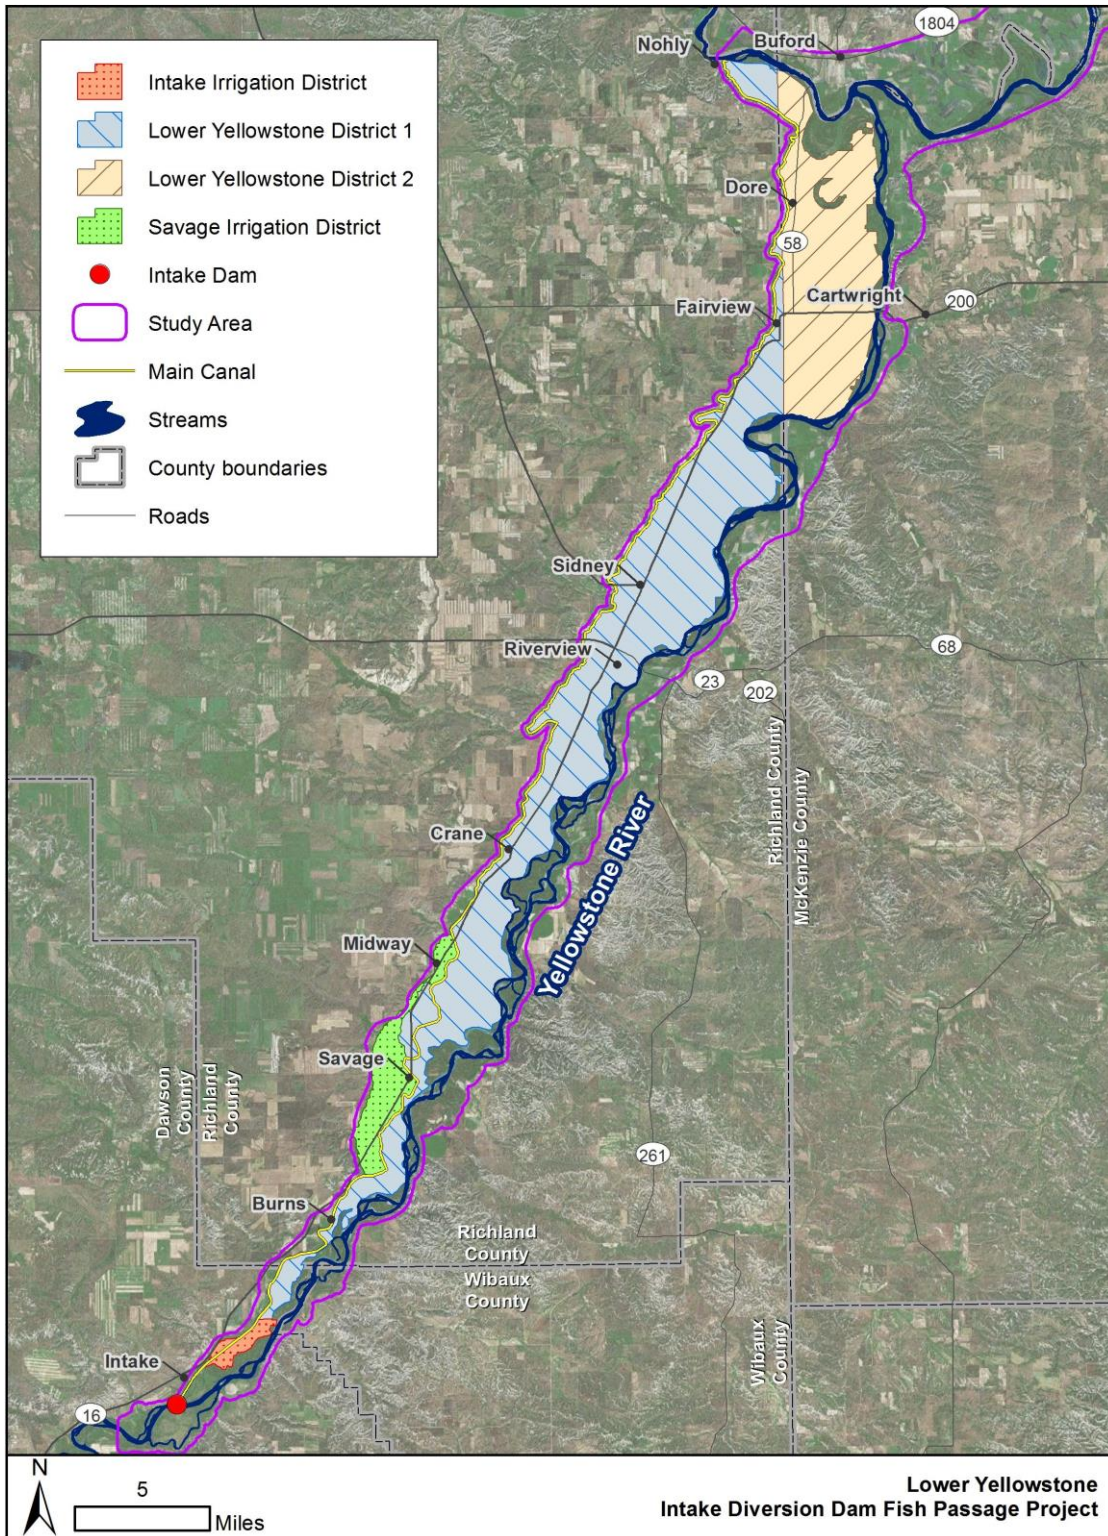 1804
Nohly
Buford
Intake Irrigation District
Lower Yellowstone District 1
Lower Yellowstone District 2
Savage Irrigation District
Intake Dam
Study Area
Main Canal
Streams
County boundaries
Roads
Dore
58
Cartwright
200
Fairview
Sidney
Riverview
68
23
202
Richland County
McKenzie County
Yellowstone River
Crane
Midway
Savage
Dawson
County
Richland
County
261
Burns
Richland
County
Wibaux
County
Wibaux
County
Intake
16
N
5
Miles
Lower Yellowstone
Intake Diversion Dam Fish Passage Project